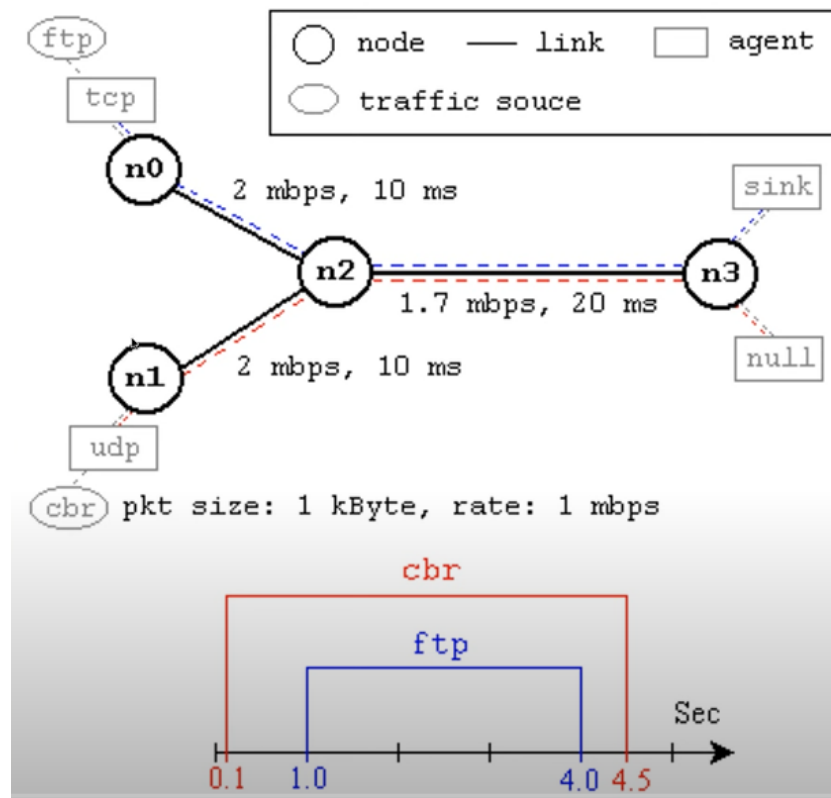 ftp
node link agent
traffic souce
tcp
n0
2 mbps, 10 ms
sink
n2
n3
1.7 mbps, 20 ms
n1
2 mbps, 10 ms
null
udp
cbr pkt size: 1 kByte, rate: 1 mbps
cbr
ftp
Sec
0.1 1.0 4.0 4.5